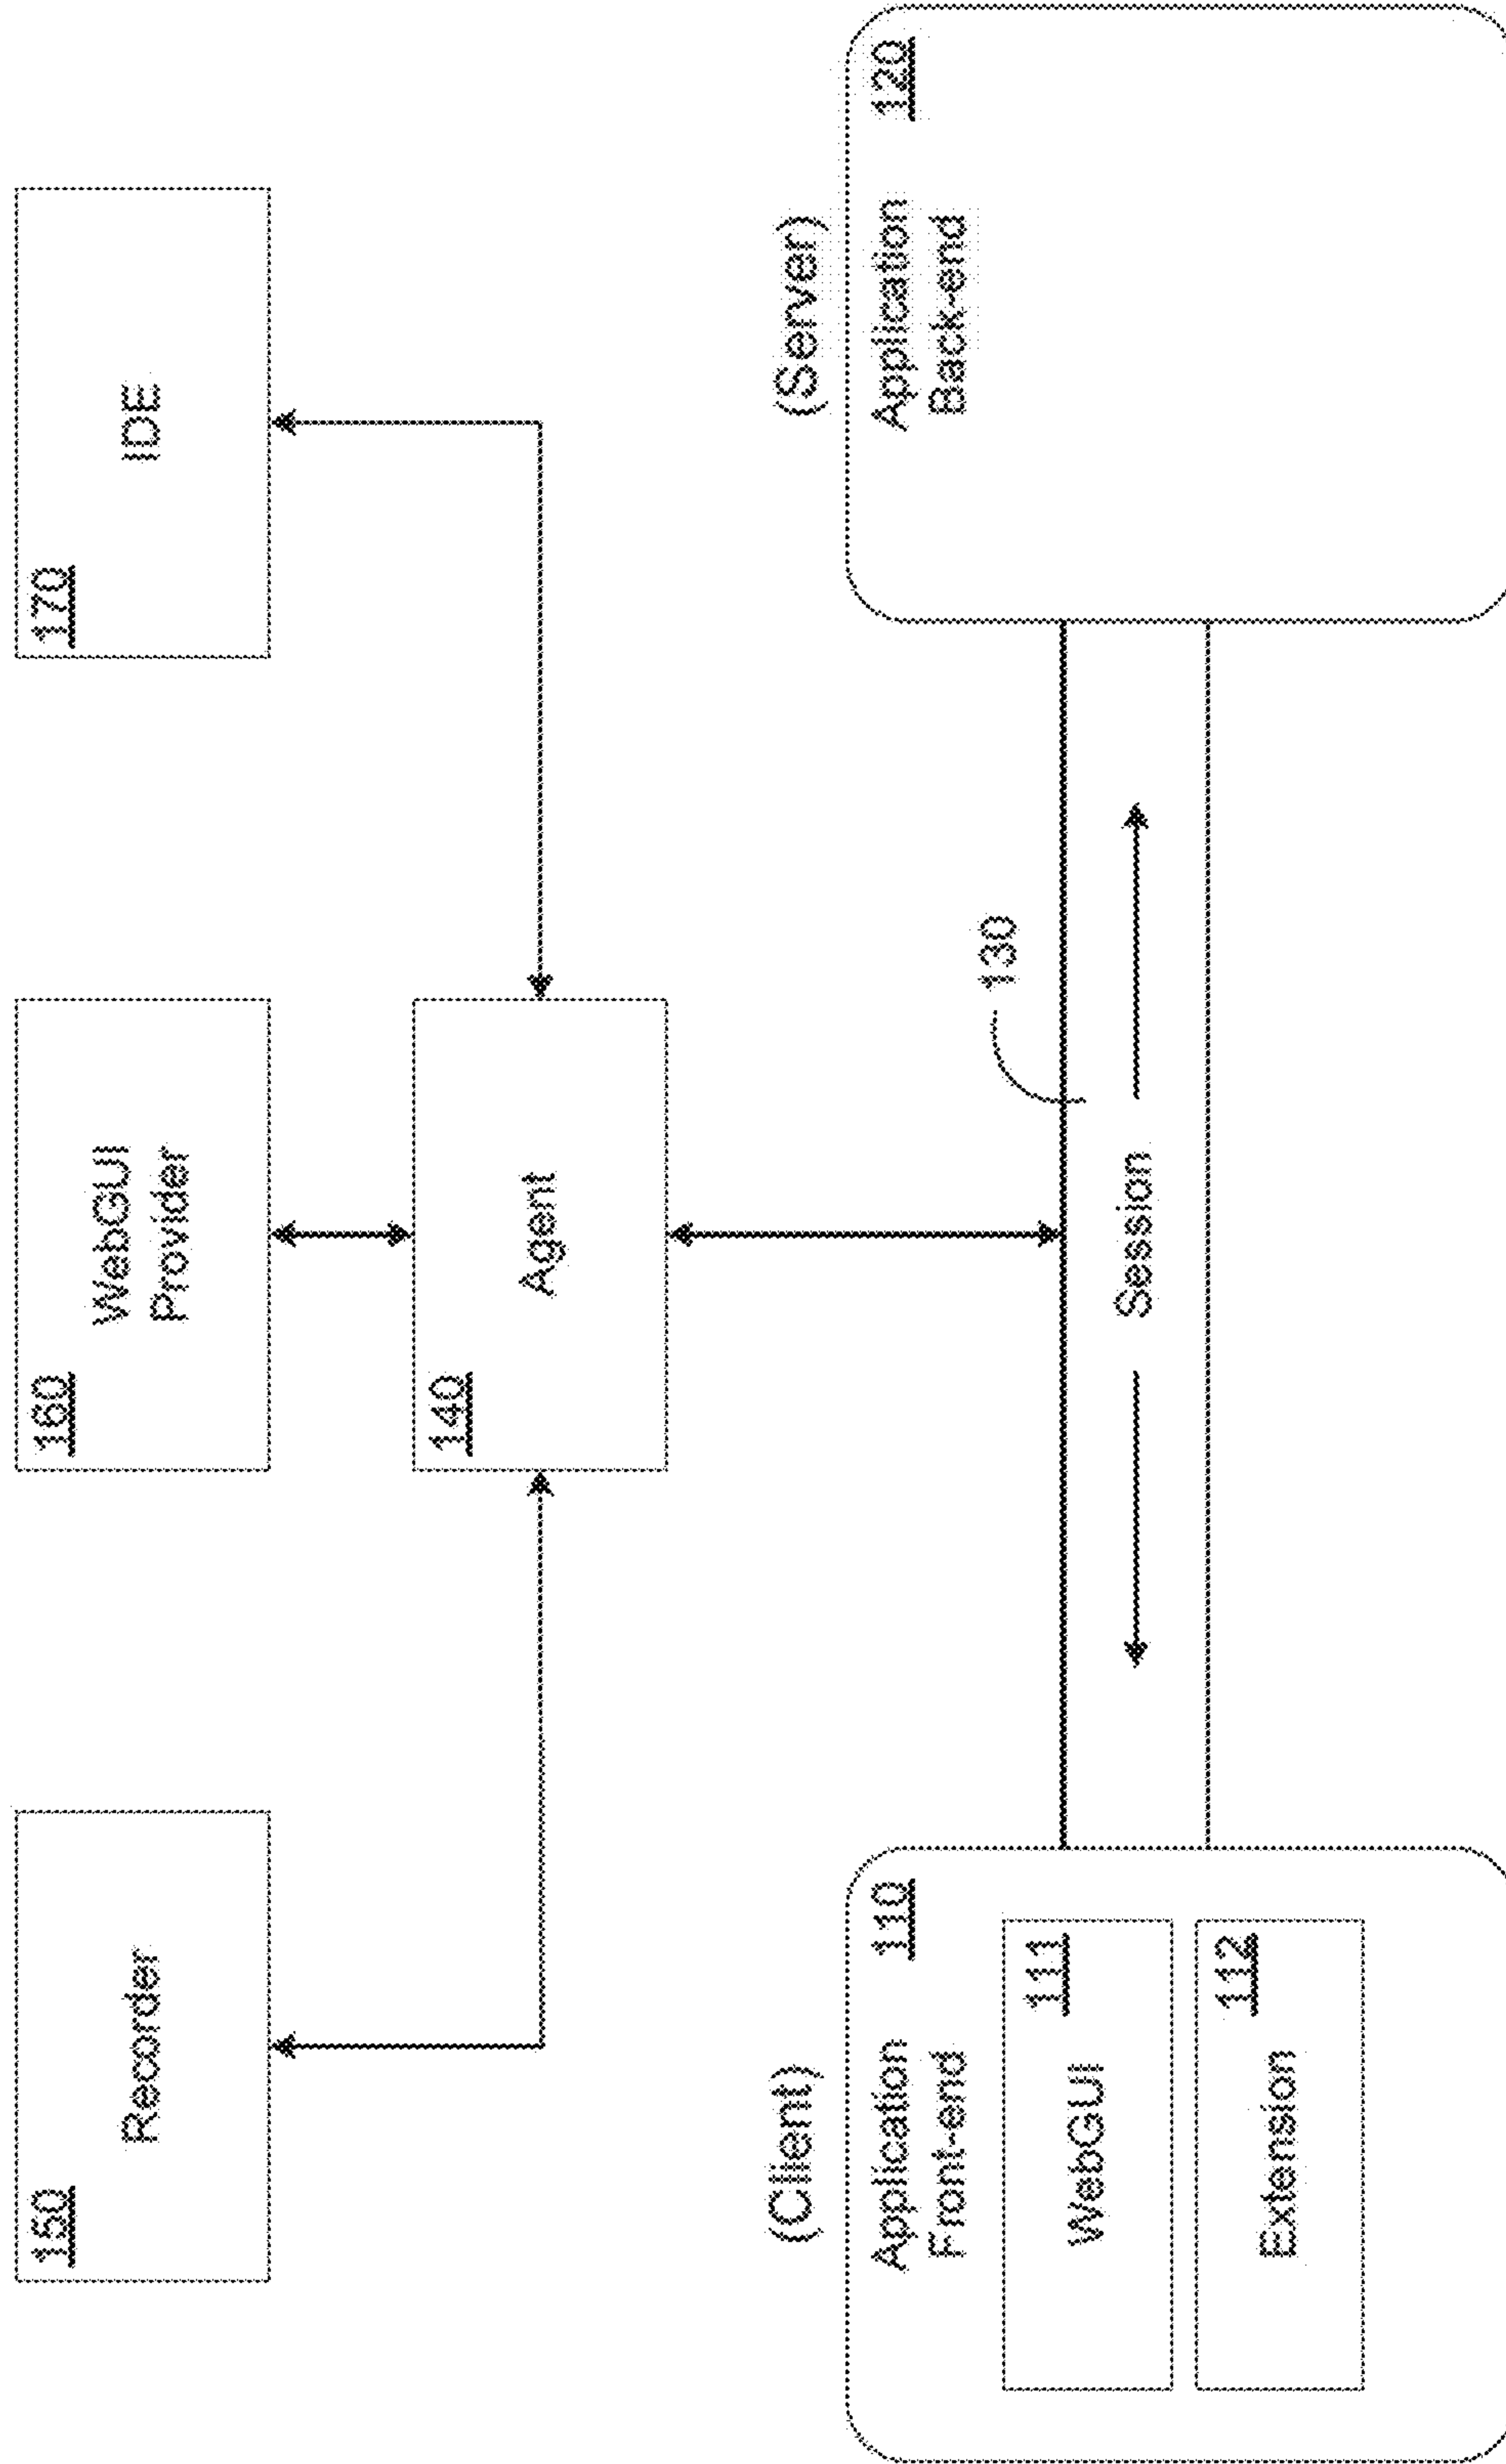 150
Recorder
160
WebGUI
Provider
170
IDE
140
Agent
(Client)
(Server)
130
Application
Front-end
110
WebGUI
111
Extension
112
Session
Application
Back-end
120